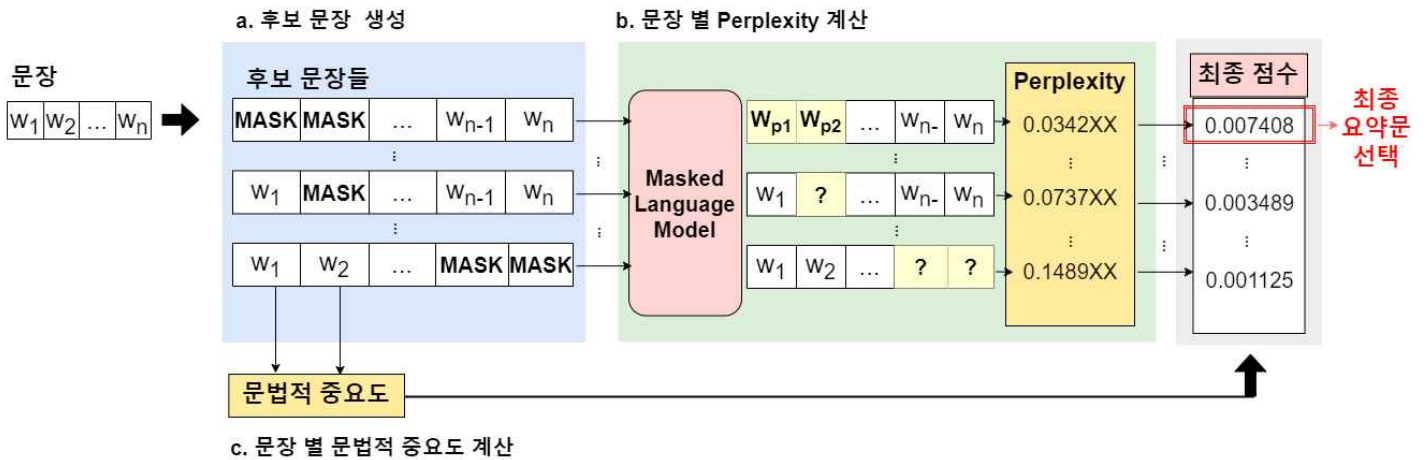 a. 후보 문장 생성
b. 문장 별 Perplexity 계산
문장
w1 w2 ... wn
후보 문장들
MASK MASK ... wn-1 wn
⋮
w1 MASK ... wn-1 wn
⋮
w1 w2 ... MASK MASK
Masked
Language
Model
Wp1 Wp2 ... wn- wn
⋮
w1 ? ... wn- wn
⋮
w1 w2 ... ? ?
Perplexity
0.0342XX
⋮
0.0737XX
⋮
0.1489XX
최종 점수
0.007408
⋮
0.003489
⋮
0.001125
최종
요약문
선택
문법적 중요도
c. 문장 별 문법적 중요도 계산